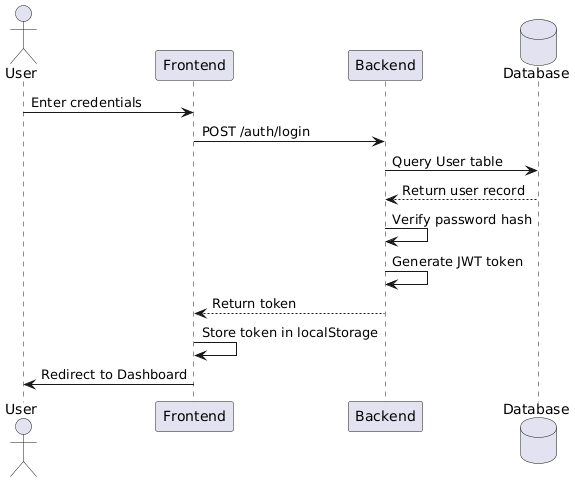 User
Frontend
Backend
Database
Enter credentials
POST /auth/login
Query User table
Return user record
Verify password hash
Generate JWT token
Return token
Store token in localStorage
Redirect to Dashboard
User
Frontend
Backend
Database